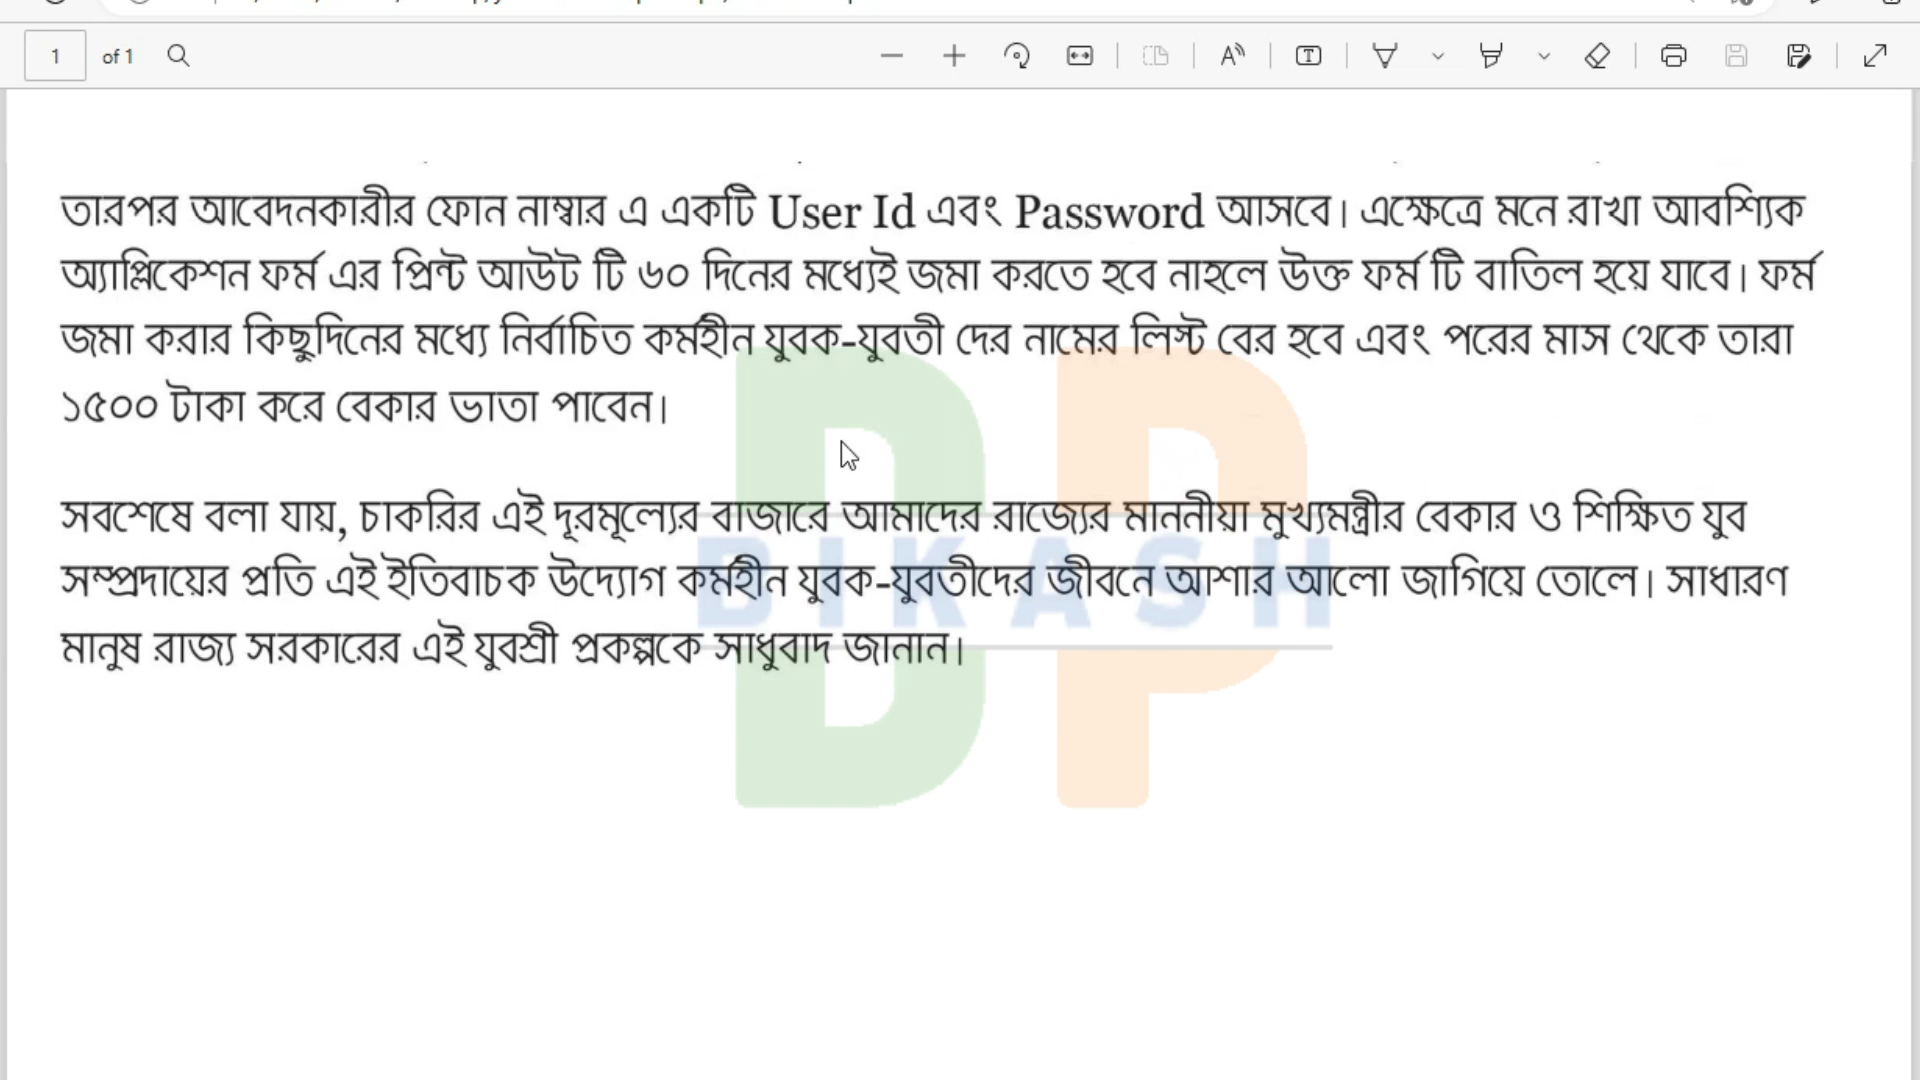 1 of 1
তারপর আবেদনকারীর ফোন নাম্বার এ একটি User Id এবং Password আসবে। এক্ষেত্রে মনে রাখা আবশ্যিক
অ্যাপ্লিকেশন ফর্ম এর প্রিন্ট আউট টি ৬০ দিনের মধ্যেই জমা করতে হবে নাহলে উক্ত ফর্ম টি বাতিল হয়ে যাবে। ফর্ম
জমা করার কিছুদিনের মধ্যে নির্বাচিত কর্মহীন যুবক-যুবতী দের নামের লিস্ট বের হবে এবং পরের মাস থেকে তারা
১৫০০ টাকা করে বেকার ভাতা পাবেন।
সবশেষে বলা যায়, চাকরির এই দূরমূল্যের বাজারে আমাদের রাজ্যের মাননীয়া মুখ্যমন্ত্রীর বেকার ও শিক্ষিত যুব
সম্প্রদায়ের প্রতি এই ইতিবাচক উদ্যোগ কর্মহীন যুবক-যুবতীদের জীবনে আশার আলো জাগিয়ে তোলে। সাধারণ
মানুষ রাজ্য সরকারের এই যুবশ্রী প্রকল্পকে সাধুবাদ জানান।
DP
BIKASH